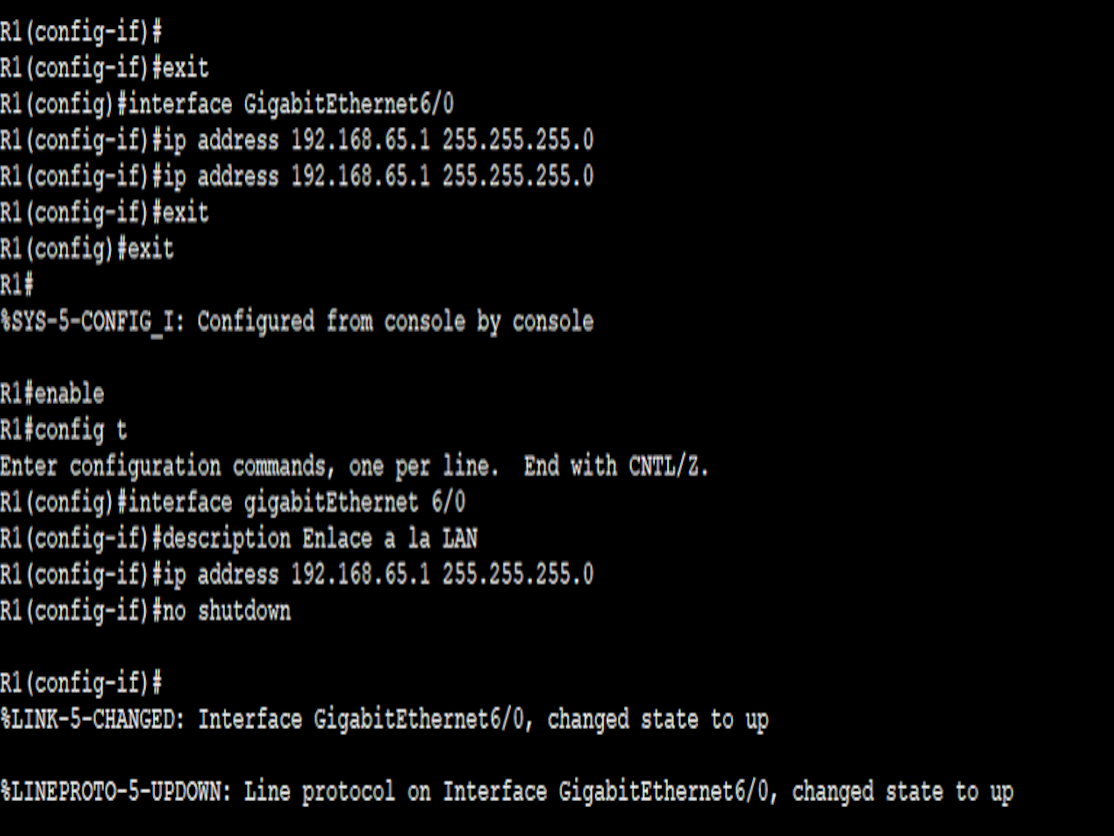 R1(config-if)#
R1(config-if)#exit
R1(config)#interface GigabitEthernet6/0
R1(config-if)#ip address 192.168.65.1 255.255.255.0
R1(config-if)#ip address 192.168.65.1 255.255.255.0
R1(config-if)#exit
R1(config)#exit
R1#
%SYS-5-CONFIG_I: Configured from console by console
R1#enable
R1#config t
Enter configuration commands, one per line.  End with CNTL/Z.
R1(config)#interface gigabitEthernet 6/0
R1(config-if)#description Enlace a la LAN
R1(config-if)#ip address 192.168.65.1 255.255.255.0
R1(config-if)#no shutdown
R1(config-if)#
%LINK-5-CHANGED: Interface GigabitEthernet6/0, changed state to up
%LINEPROTO-5-UPDOWN: Line protocol on Interface GigabitEthernet6/0, changed state to up